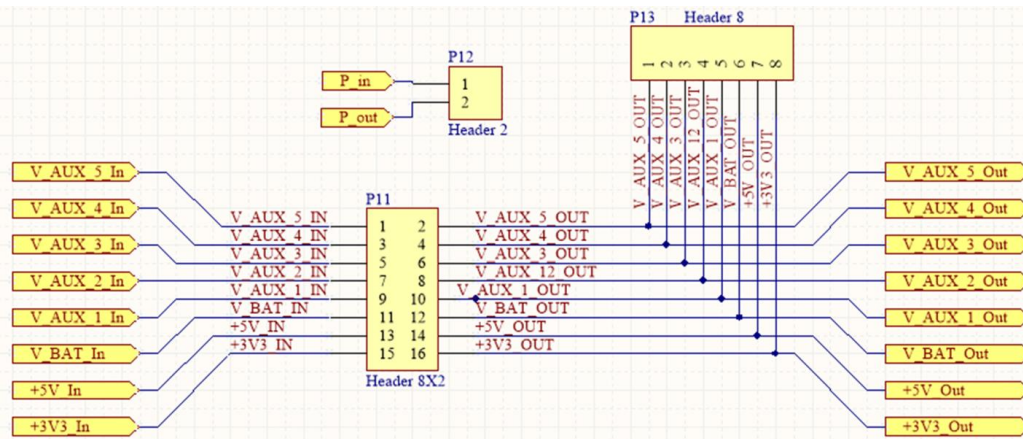 P13 Header 8
1 2 3 4 5 6 7 8
V_AUX_5_OUT
V_AUX_4_OUT
V_AUX_3_OUT
V_AUX_12_OUT
V_AUX_1_OUT
V_BAT_OUT
+5V_OUT
+3V3_OUT
P12
P_in 1
P_out 2
Header 2
V_AUX_5_In
V_AUX_4_In
V_AUX_3_In
V_AUX_2_In
V_AUX_1_In
V_BAT_In
+5V_In
+3V3_In
P11
V_AUX_5_IN 1 2 V_AUX_5_OUT
V_AUX_4_IN 3 4 V_AUX_4_OUT
V_AUX_3_IN 5 6 V_AUX_3_OUT
V_AUX_2_IN 7 8 V_AUX_12_OUT
V_AUX_1_IN 9 10 V_AUX_1_OUT
V_BAT_IN 11 12 V_BAT_OUT
+5V_IN 13 14 +5V_OUT
+3V3_IN 15 16 +3V3_OUT
Header 8X2
V_AUX_5_Out
V_AUX_4_Out
V_AUX_3_Out
V_AUX_2_Out
V_AUX_1_Out
V_BAT_Out
+5V_Out
+3V3_Out